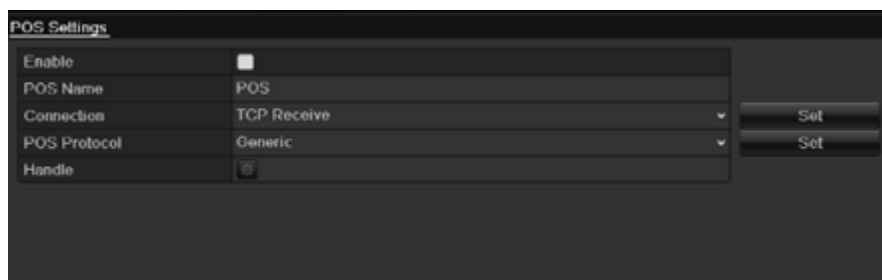 POS Settings
Enable
POS Name POS
Connection TCP Receive Set
POS Protocol Generic Set
Handle